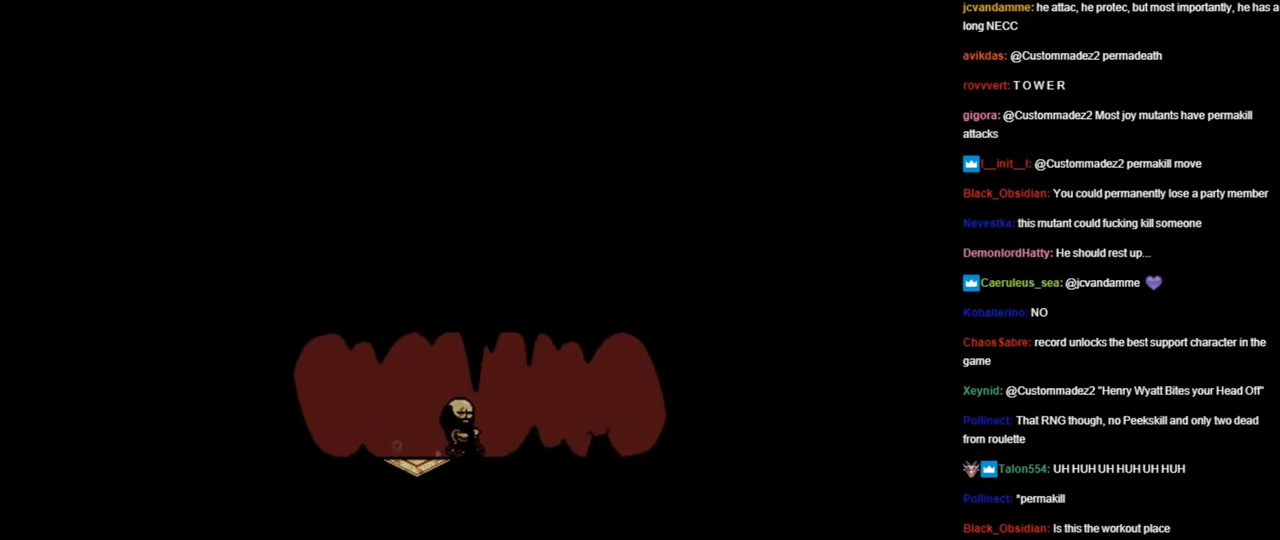 jcvandamme: he attac, he protec, but most importantly, he has a
long NECC
avikdas: @Custommadez2 permadeath
rovvvert: T O W E R
gigora: @Custommadez2 Most joy mutants have permakill
attacks
l__init__l: @Custommadez2 permakill move
Black_Obsidian: You could permanently lose a party member
Nevestka: this mutant could fucking kill someone
DemonlordHatty: He should rest up...
Caeruleus_sea: @jcvandamme
Kobalterino: NO
ChaosSabre: record unlocks the best support character in the
game
Xeynid: @Custommadez2 "Henry Wyatt Bites your Head Off"
Pollinect: That RNG though, no Peekskill and only two dead
from roulette
Talon554: UH HUH UH HUH UH HUH
Pollinect: *permakill
Black_Obsidian: Is this the workout place